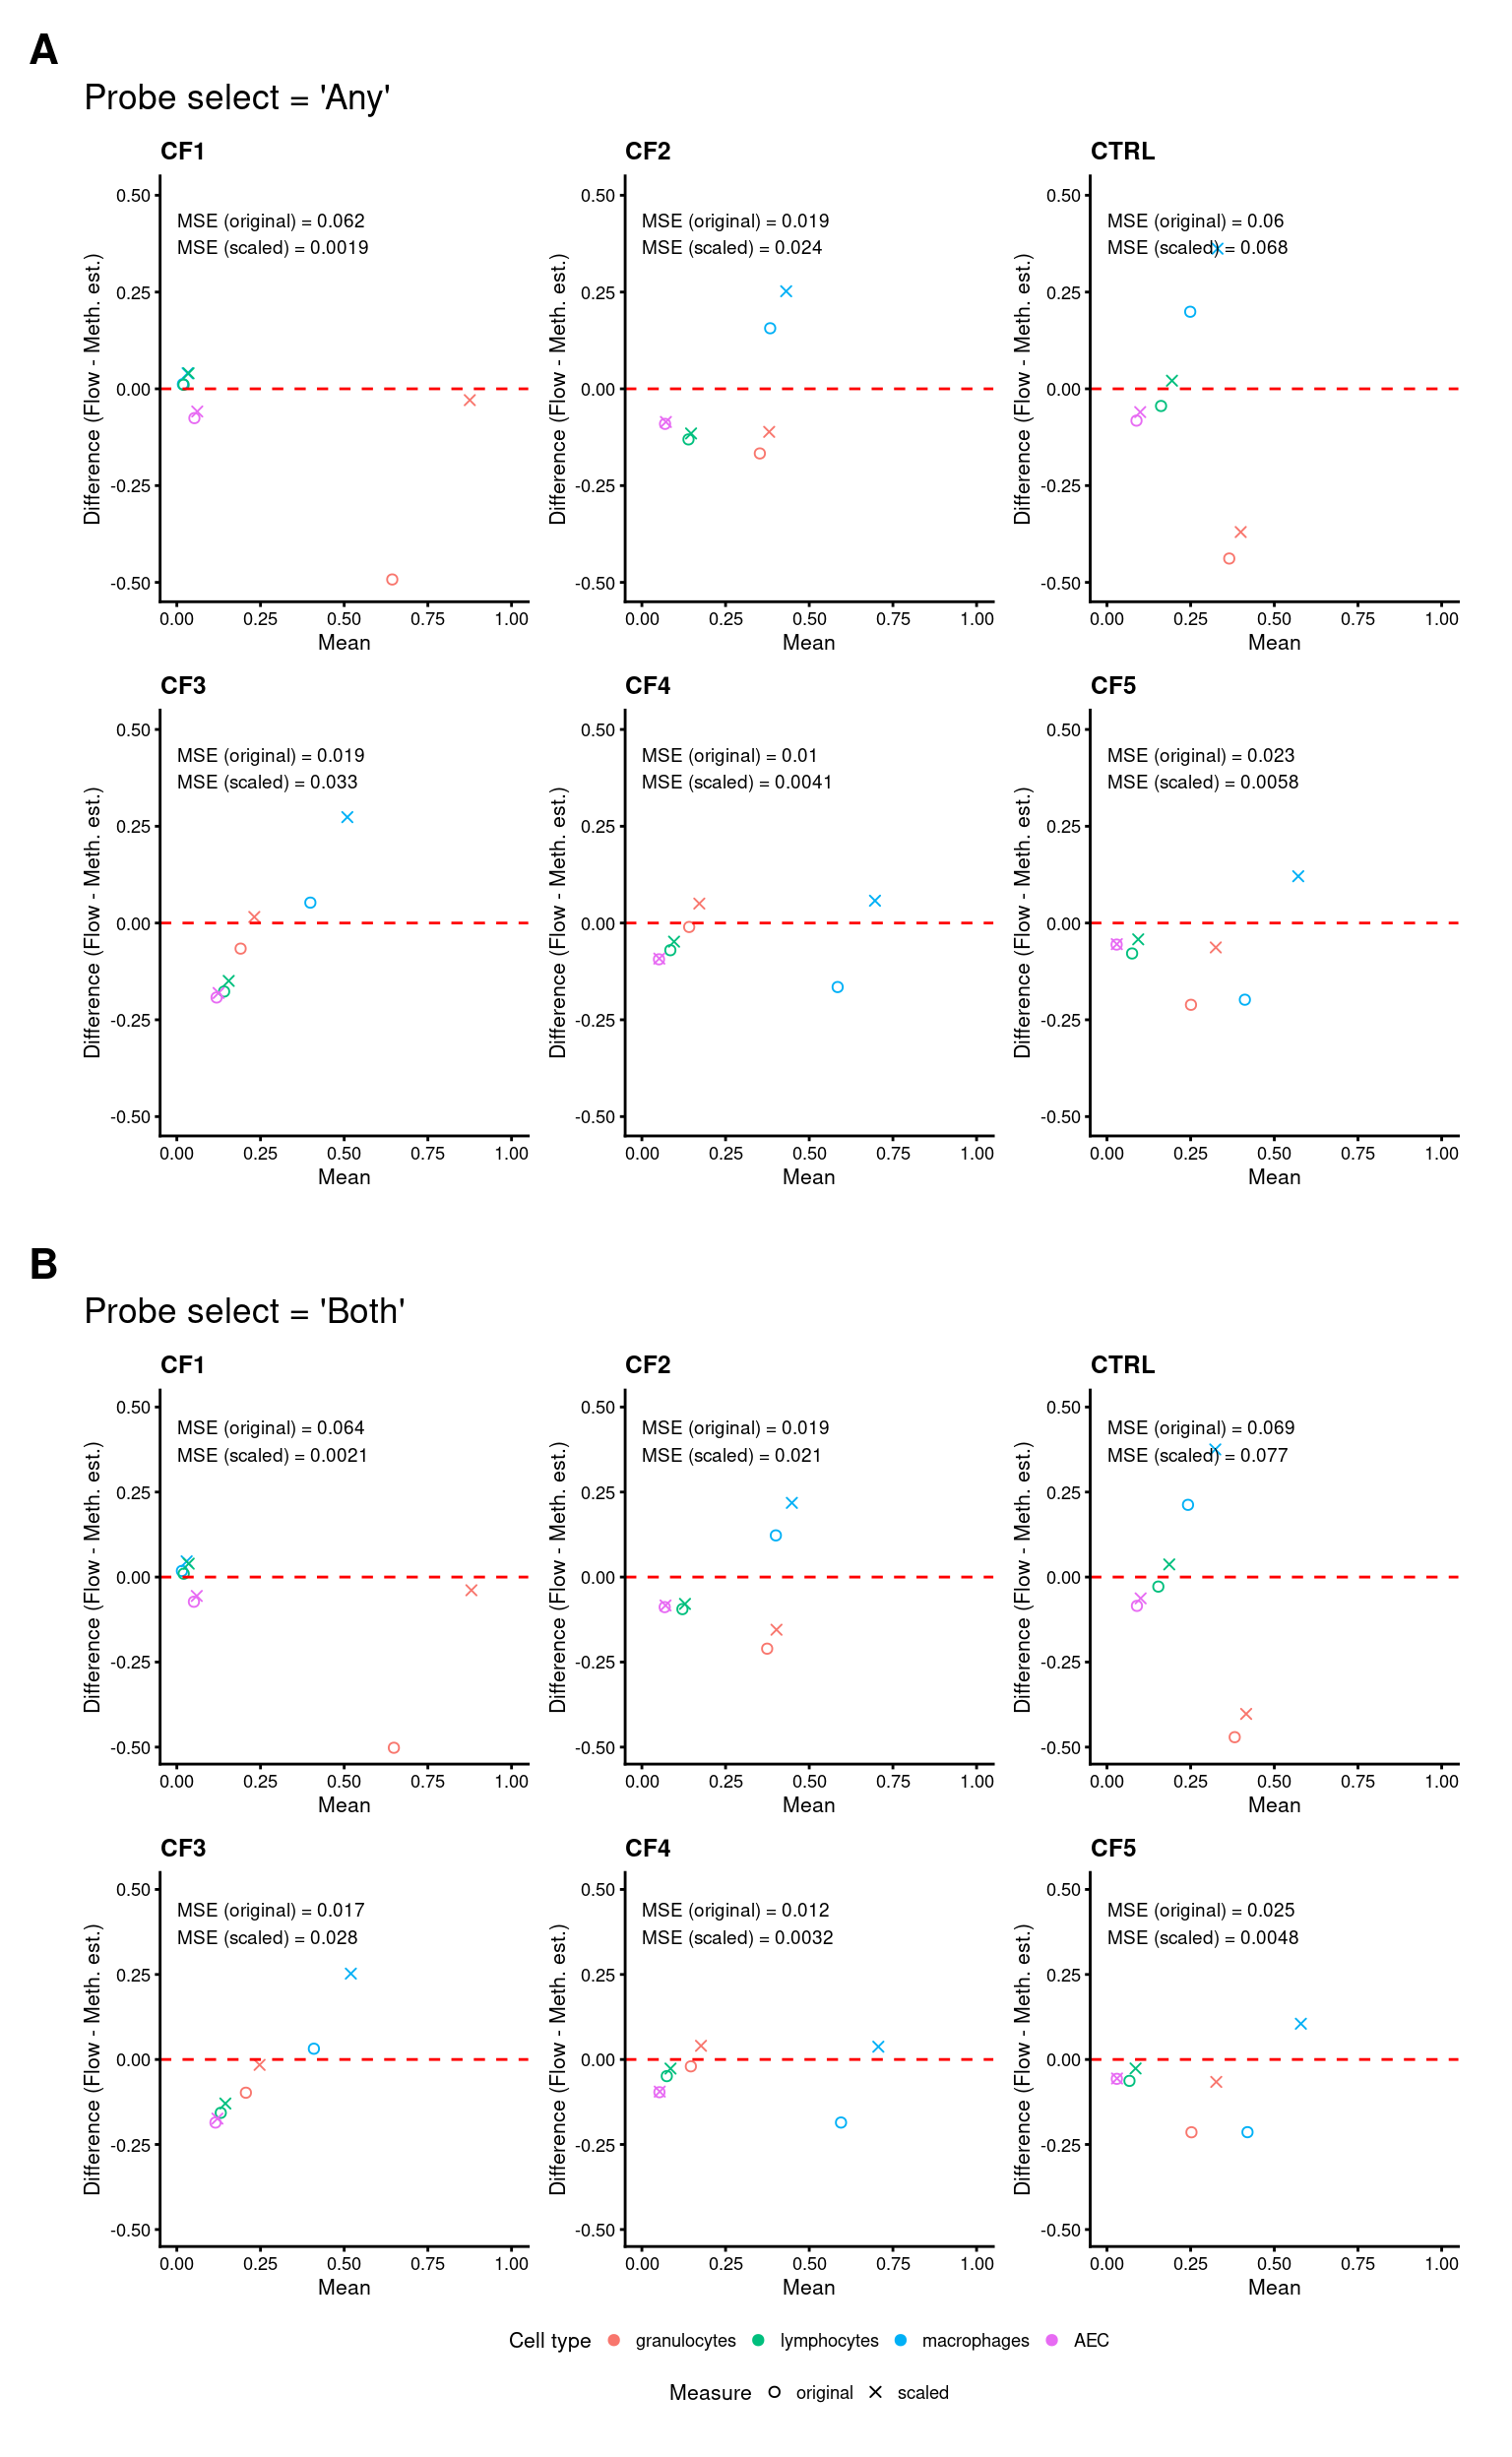 A
Probe select = 'Any'
CF1
CF2
CTRL
0.50
0.25
0.00
-0.25
-0.50
Difference (Flow - Meth. est.)
MSE (original) = 0.062
MSE (scaled) = 0.0019
0.00 0.25 0.50 0.75 1.00
Mean
0.50
0.25
0.00
-0.25
-0.50
Difference (Flow - Meth. est.)
MSE (original) = 0.019
MSE (scaled) = 0.024
0.00 0.25 0.50 0.75 1.00
Mean
0.50
0.25
0.00
-0.25
-0.50
Difference (Flow - Meth. est.)
MSE (original) = 0.06
MSE (scaled) = 0.068
0.00 0.25 0.50 0.75 1.00
Mean
CF3
CF4
CF5
0.50
0.25
0.00
-0.25
-0.50
Difference (Flow - Meth. est.)
MSE (original) = 0.019
MSE (scaled) = 0.033
0.00 0.25 0.50 0.75 1.00
Mean
0.50
0.25
0.00
-0.25
-0.50
Difference (Flow - Meth. est.)
MSE (original) = 0.01
MSE (scaled) = 0.0041
0.00 0.25 0.50 0.75 1.00
Mean
0.50
0.25
0.00
-0.25
-0.50
Difference (Flow - Meth. est.)
MSE (original) = 0.023
MSE (scaled) = 0.0058
0.00 0.25 0.50 0.75 1.00
Mean
B
Probe select = 'Both'
CF1
CF2
CTRL
0.50
0.25
0.00
-0.25
-0.50
Difference (Flow - Meth. est.)
MSE (original) = 0.064
MSE (scaled) = 0.0021
0.00 0.25 0.50 0.75 1.00
Mean
0.50
0.25
0.00
-0.25
-0.50
Difference (Flow - Meth. est.)
MSE (original) = 0.019
MSE (scaled) = 0.021
0.00 0.25 0.50 0.75 1.00
Mean
0.50
0.25
0.00
-0.25
-0.50
Difference (Flow - Meth. est.)
MSE (original) = 0.069
MSE (scaled) = 0.077
0.00 0.25 0.50 0.75 1.00
Mean
CF3
CF4
CF5
0.50
0.25
0.00
-0.25
-0.50
Difference (Flow - Meth. est.)
MSE (original) = 0.017
MSE (scaled) = 0.028
0.00 0.25 0.50 0.75 1.00
Mean
0.50
0.25
0.00
-0.25
-0.50
Difference (Flow - Meth. est.)
MSE (original) = 0.012
MSE (scaled) = 0.0032
0.00 0.25 0.50 0.75 1.00
Mean
0.50
0.25
0.00
-0.25
-0.50
Difference (Flow - Meth. est.)
MSE (original) = 0.025
MSE (scaled) = 0.0048
0.00 0.25 0.50 0.75 1.00
Mean
Cell type granulocytes lymphocytes macrophages AEC
Measure original scaled